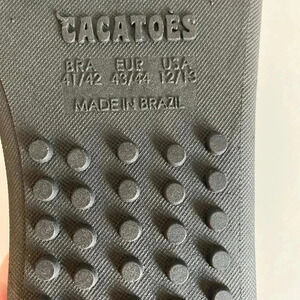 CACATOÈS
BRA EUR USA
41/42 43/44 12/13
MADE IN BRAZIL